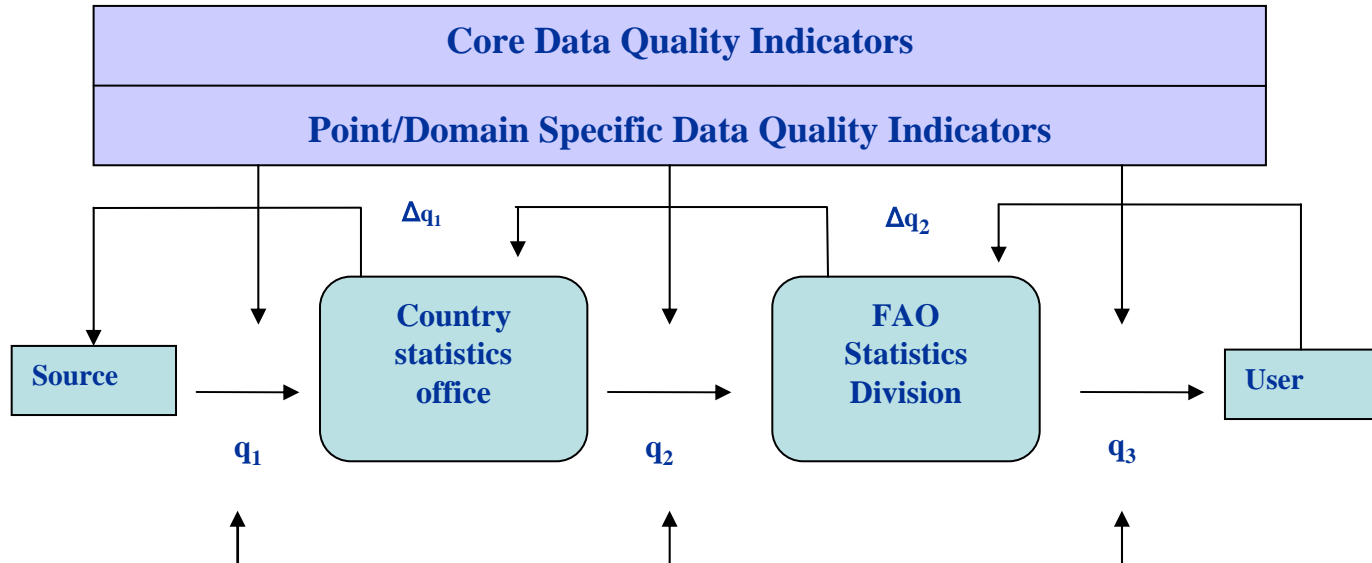 Core Data Quality Indicators
Point/Domain Specific Data Quality Indicators
Δq₁
Δq₂
Source
Country
statistics
office
FAO
Statistics
Division
User
q₁
q₂
q₃